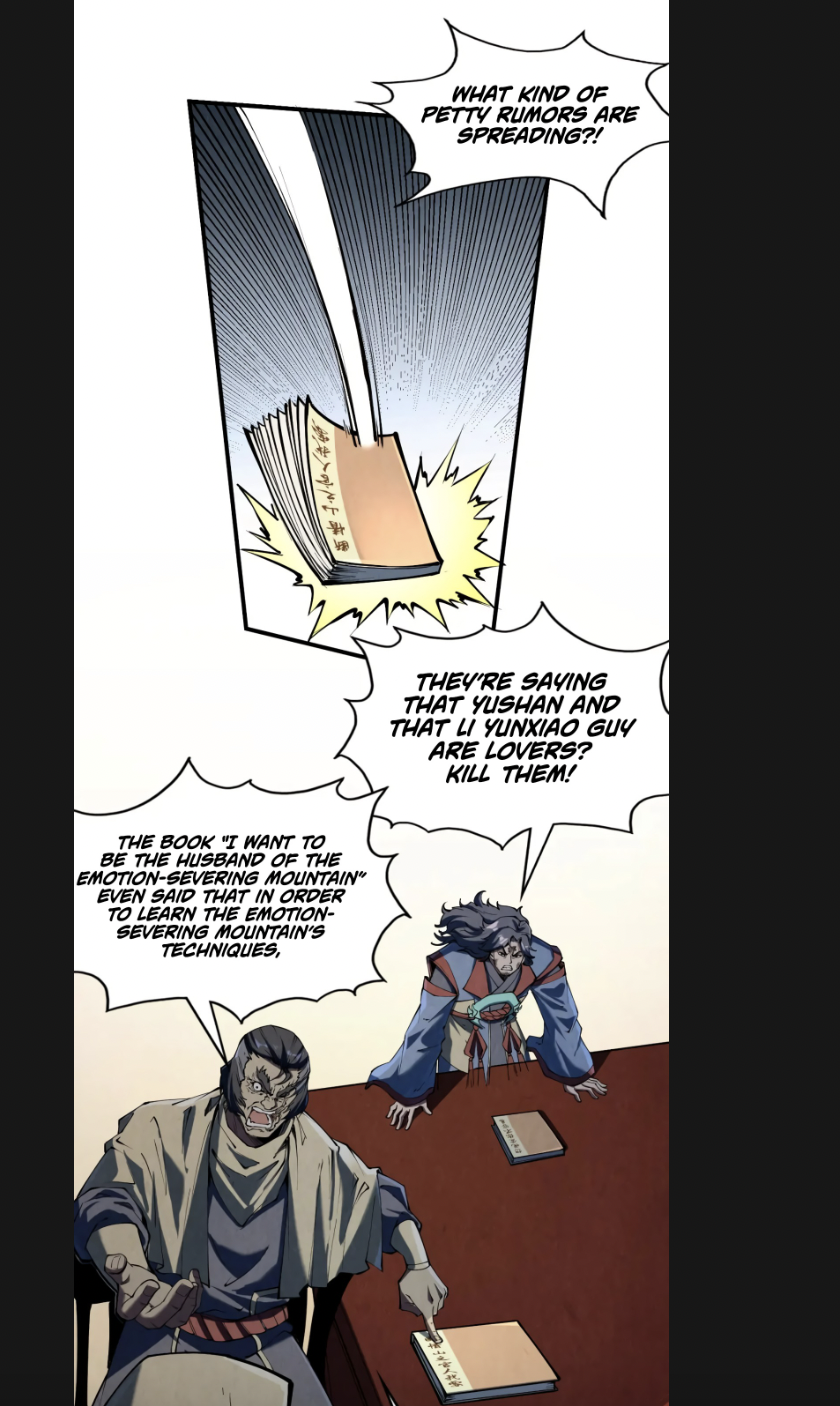 WHAT KIND OF
PETTY RUMORS ARE
SPREADING?!
THEY'RE SAYING
THAT YUSHAN AND
THAT LI YUNXIAO GUY
ARE LOVERS?
KILL THEM!
THE BOOK "I WANT TO
BE THE HUSBAND OF THE
EMOTION-SEVERING MOUNTAIN"
EVEN SAID THAT IN ORDER
TO LEARN THE EMOTION-
SEVERING MOUNTAIN'S
TECHNIQUES,